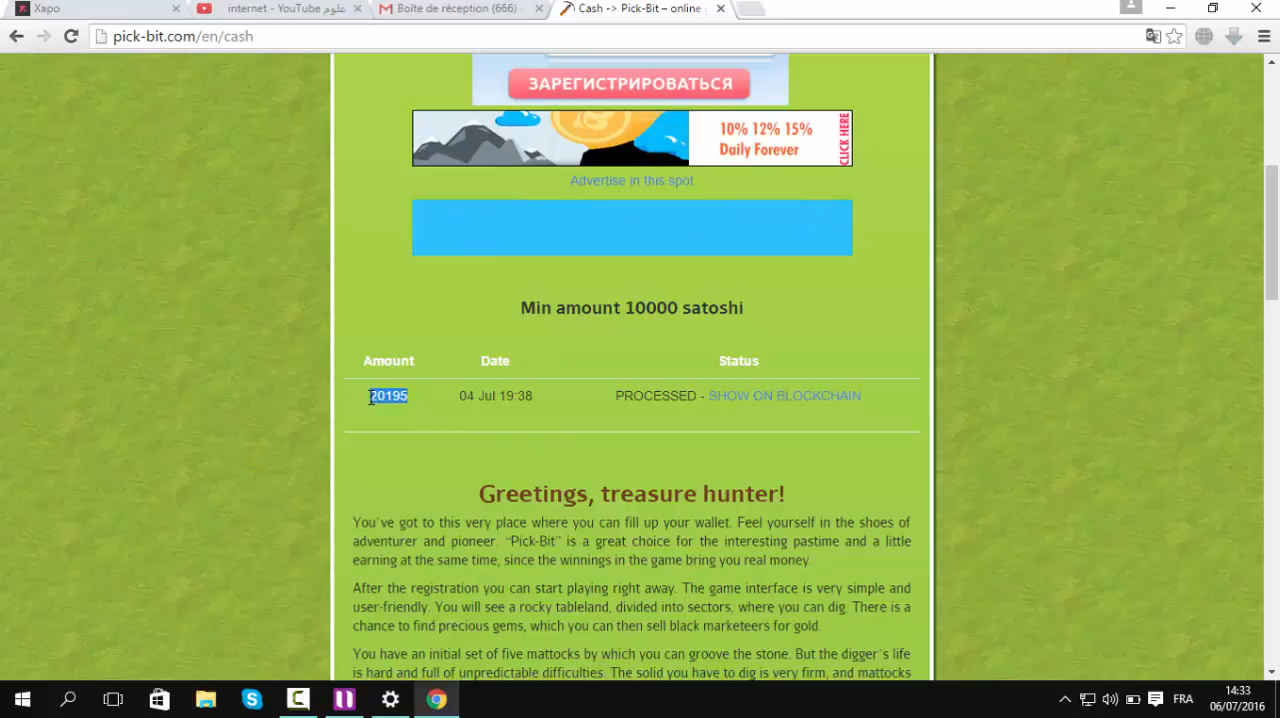 Xapo
internet - YouTube علوم
Boîte de réception (666)
Cash -> Pick-Bit – online
pick-bit.com/en/cash
ЗАРЕГИСТРИРОВАТЬСЯ
10% 12% 15%
Daily Forever
CLICK HERE
Advertise in this spot
Min amount 10000 satoshi
Amount Date Status
20195 04 Jul 19:38 PROCESSED - SHOW ON BLOCKCHAIN
Greetings, treasure hunter!
You`ve got to this very place where you can fill up your wallet. Feel yourself in the shoes of
adventurer and pioneer. “Pick-Bit” is a great choice for the interesting pastime and a little
earning at the same time, since the winnings in the game bring you real money.
After the registration you can start playing right away. The game interface is very simple and
user-friendly. You will see a rocky tableland, divided into sectors, where you can dig. There is a
chance to find precious gems, which you can then sell black marketeers for gold.
You have an initial set of five mattocks by which you can groove the stone. But the digger`s life
is hard and full of unpredictable difficulties. The solid you have to dig is very firm, and mattocks
FRA
14:33
06/07/2016